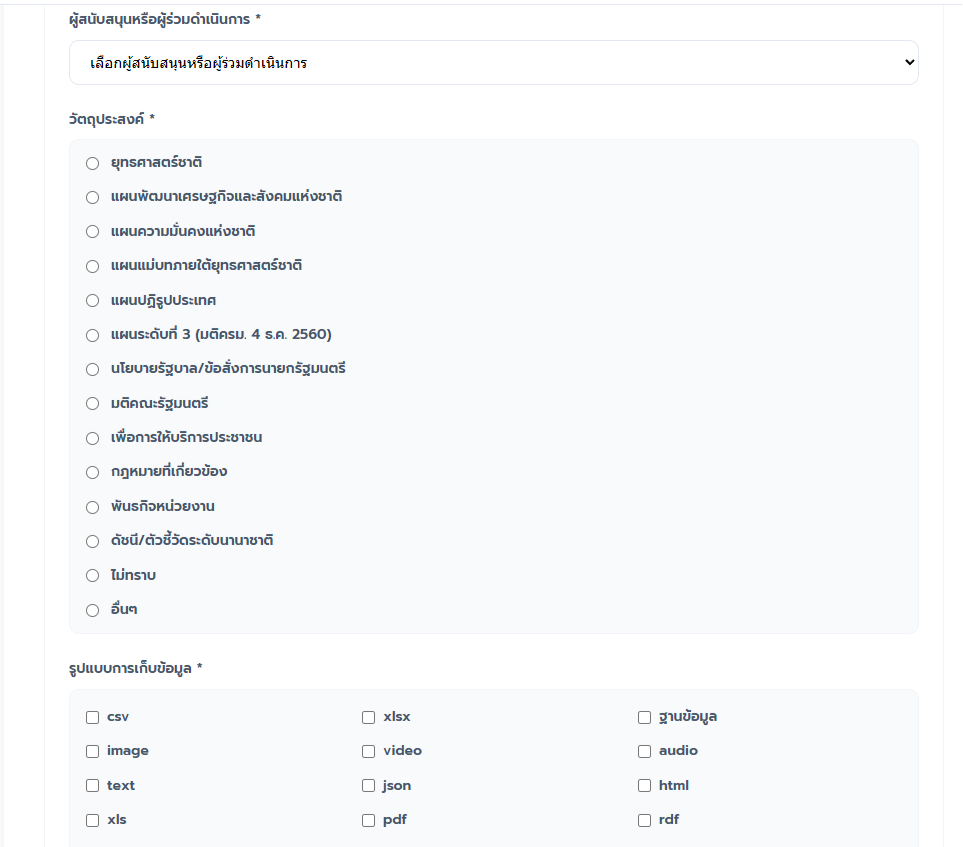 ผู้สนับสนุนหรือผู้ร่วมดำเนินการ *
เลือกผู้สนับสนุนหรือผู้ร่วมดำเนินการ
วัตถุประสงค์ *
ยุทธศาสตร์ชาติ
แผนพัฒนาเศรษฐกิจและสังคมแห่งชาติ
แผนความมั่นคงแห่งชาติ
แผนแม่บทภายใต้ยุทธศาสตร์ชาติ
แผนปฏิรูปประเทศ
แผนระดับที่ 3 (มติครม. 4 ธ.ค. 2560)
นโยบายรัฐบาล/ข้อสั่งการนายกรัฐมนตรี
มติคณะรัฐมนตรี
เพื่อการให้บริการประชาชน
กฎหมายที่เกี่ยวข้อง
พันธกิจหน่วยงาน
ดัชนี/ตัวชี้วัดระดับนานาชาติ
ไม่ทราบ
อื่นๆ
รูปแบบการเก็บข้อมูล *
csv xlsx ฐานข้อมูล
image video audio
text json html
xls pdf rdf